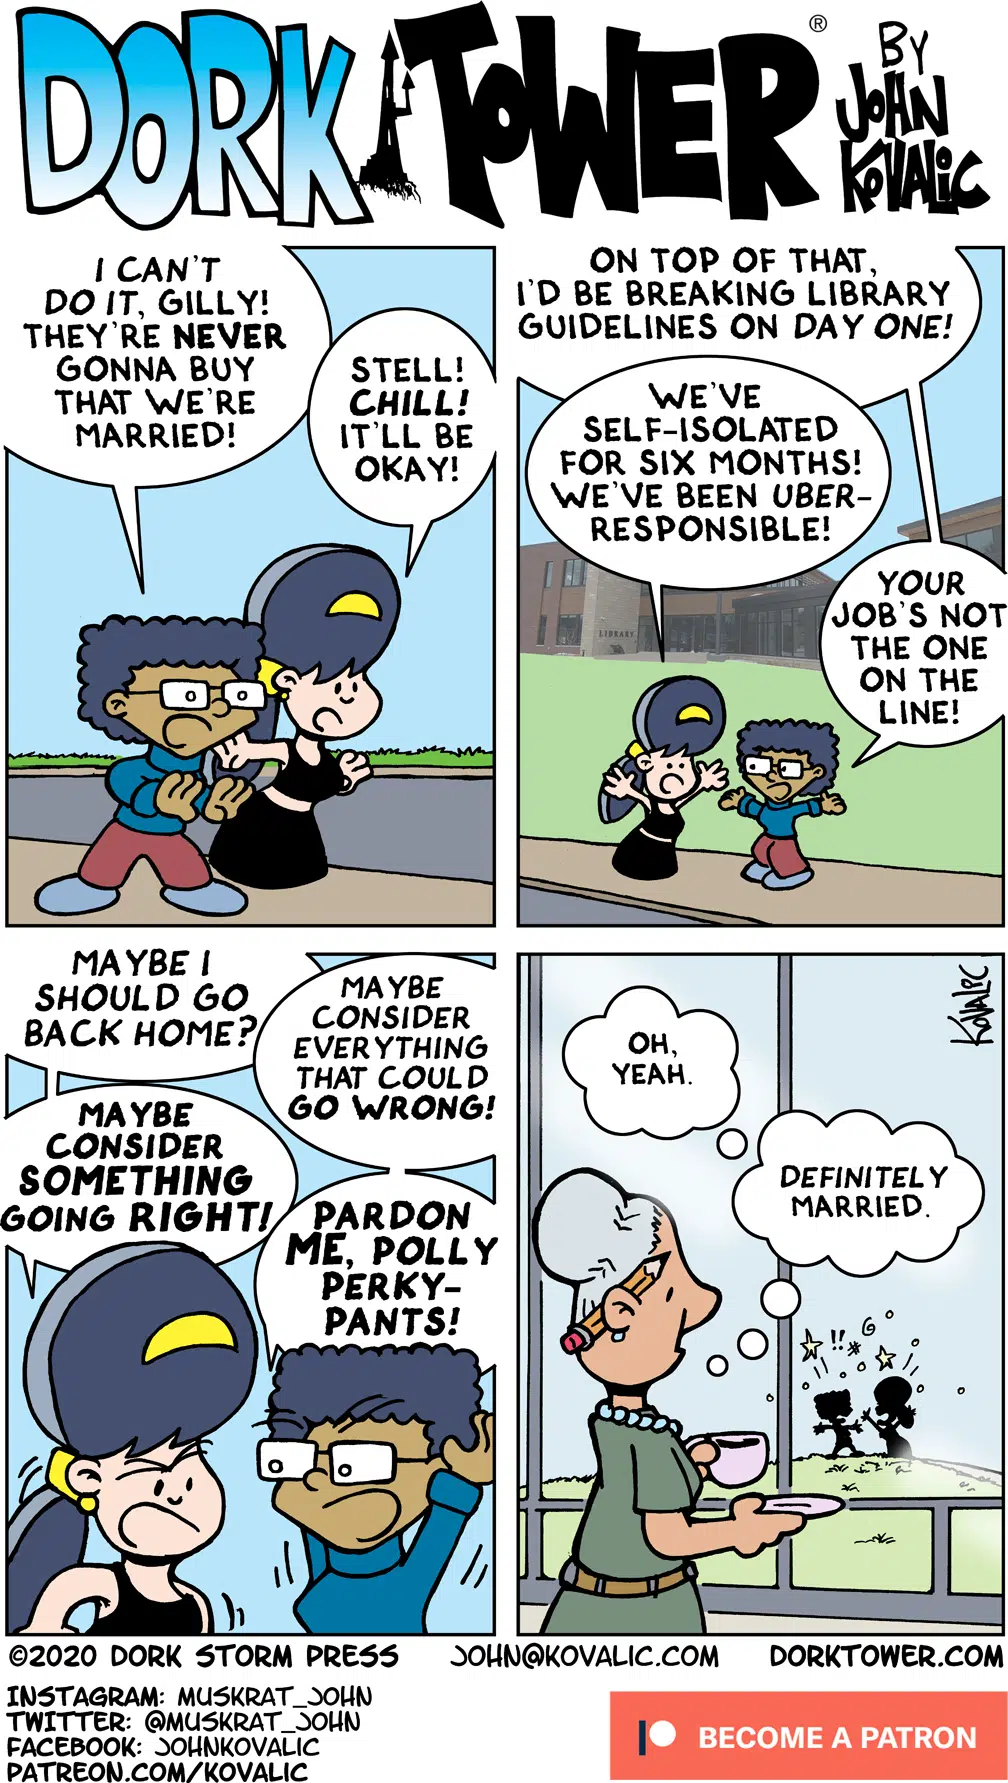 DORK TOWER ®
BY
JOHN
KOVALIC
I CAN'T
DO IT, GILLY!
THEY'RE NEVER
GONNA BUY
THAT WE'RE
MARRIED!
STELL!
CHILL!
IT'LL BE
OKAY!
ON TOP OF THAT,
I'D BE BREAKING LIBRARY
GUIDELINES ON DAY ONE!
WE'VE
SELF-ISOLATED
FOR SIX MONTHS!
WE'VE BEEN UBER-
RESPONSIBLE!
YOUR
JOB'S NOT
THE ONE
ON THE
LINE!
LIBRARY
MAYBE I
SHOULD GO
BACK HOME?
MAYBE
CONSIDER
EVERYTHING
THAT COULD
GO WRONG!
MAYBE
CONSIDER
SOMETHING
GOING RIGHT!
PARDON
ME, POLLY
PERKY-
PANTS!
KOVALIC
OH,
YEAH.
DEFINITELY
MARRIED.
!!
©2020 DORK STORM PRESS JOHN@KOVALIC.COM DORKTOWER.COM
INSTAGRAM: MUSKRAT_JOHN
TWITTER: @MUSKRAT_JOHN
FACEBOOK: JOHNKOVALIC
PATREON.COM/KOVALIC
BECOME A PATRON